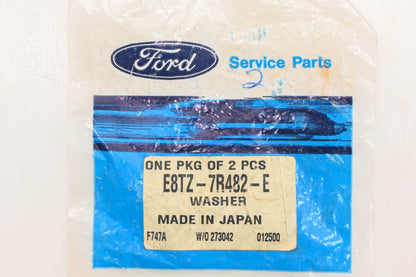 Ford
Service Parts
2
ONE PKG OF 2 PCS
E8TZ-7R482-E
WASHER
MADE IN JAPAN
F747A W/O 273042 012500